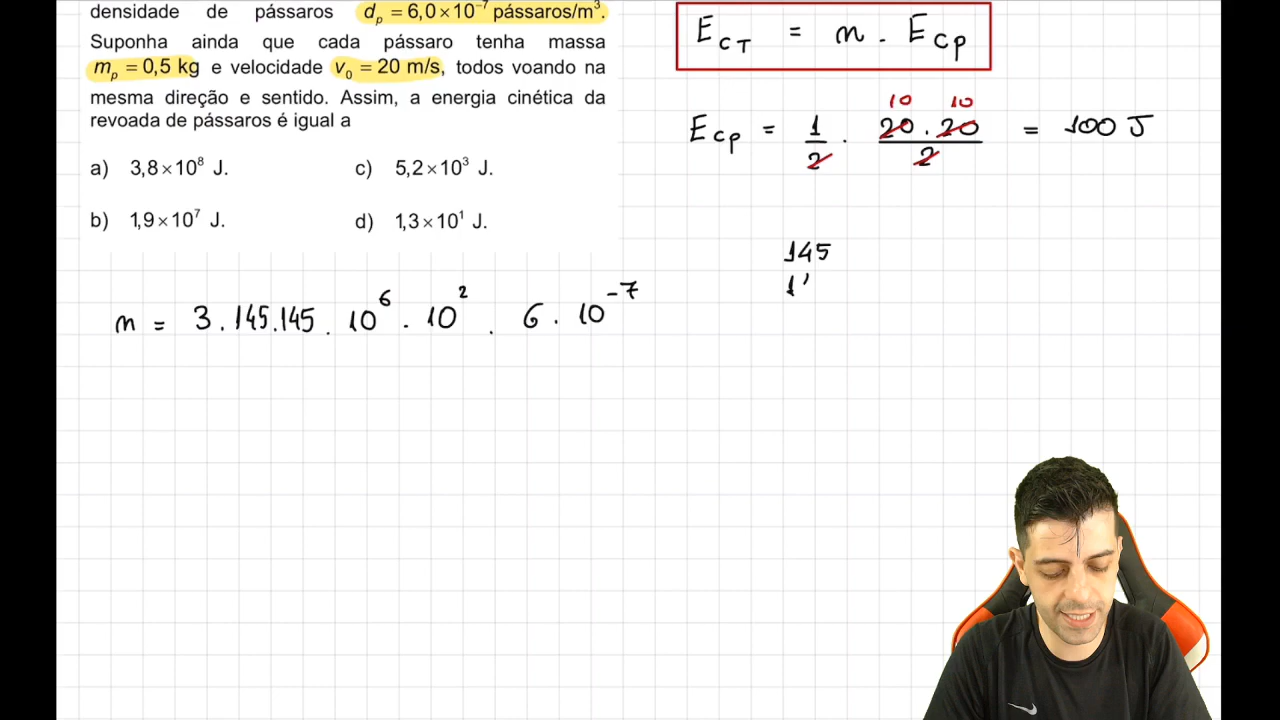 densidade de pássaros dₚ = 6,0×10⁻⁷ pássaros/m³.
Suponha ainda que cada pássaro tenha massa
mₚ = 0,5 kg e velocidade v₀ = 20 m/s, todos voando na
mesma direção e sentido. Assim, a energia cinética da
revoada de pássaros é igual a
a) 3,8×10⁸ J. c) 5,2×10³ J.
b) 1,9×10⁷ J. d) 1,3×10¹ J.
n = 3 . 145.145 . 10⁶ . 10² . 6 . 10⁻⁷
E_CT = n . E_CP
10 10
E_CP = 1/2 . 20 . 20/2 = 100 J
145
1